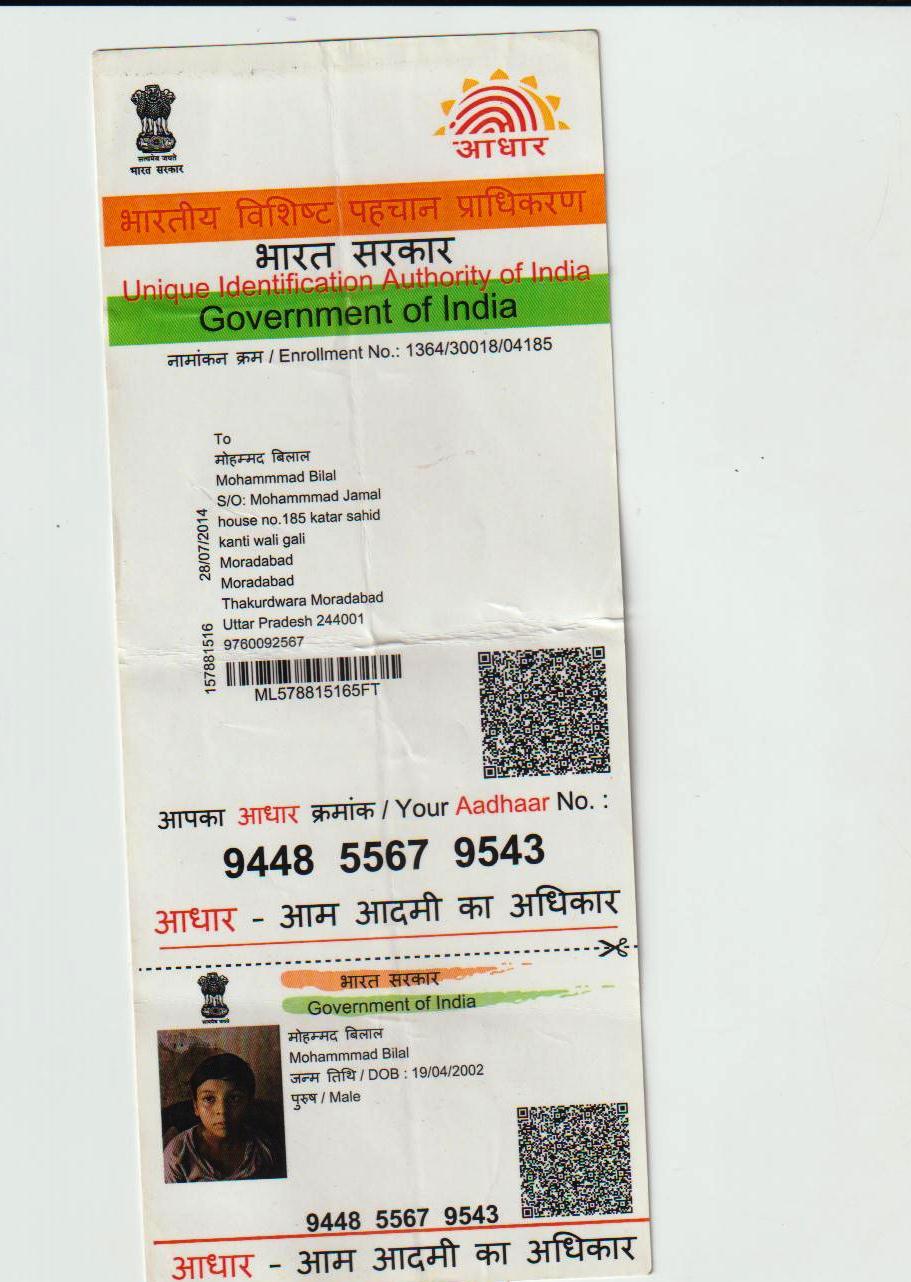 सत्यमेव जयते
भारत सरकार
आधार
भारतीय विशिष्ट पहचान प्राधिकरण
भारत सरकार
Unique Identification Authority of India
Government of India
नामांकन क्रम / Enrollment No.: 1364/30018/04185
To
मोहम्मद बिलाल
Mohammmad Bilal
S/O: Mohammmad Jamal
house no.185 katar sahid
kanti wali gali
Moradabad
Moradabad
Thakurdwara Moradabad
Uttar Pradesh 244001
9760092567
28/07/2014
157881516
ML578815165FT
आपका आधार क्रमांक / Your Aadhaar No. :
9448 5567 9543
आधार - आम आदमी का अधिकार
भारत सरकार
Government of India
सत्यमेव जयते
मोहम्मद बिलाल
Mohammmad Bilal
जन्म तिथि / DOB : 19/04/2002
पुरुष / Male
9448 5567 9543
आधार - आम आदमी का अधिकार